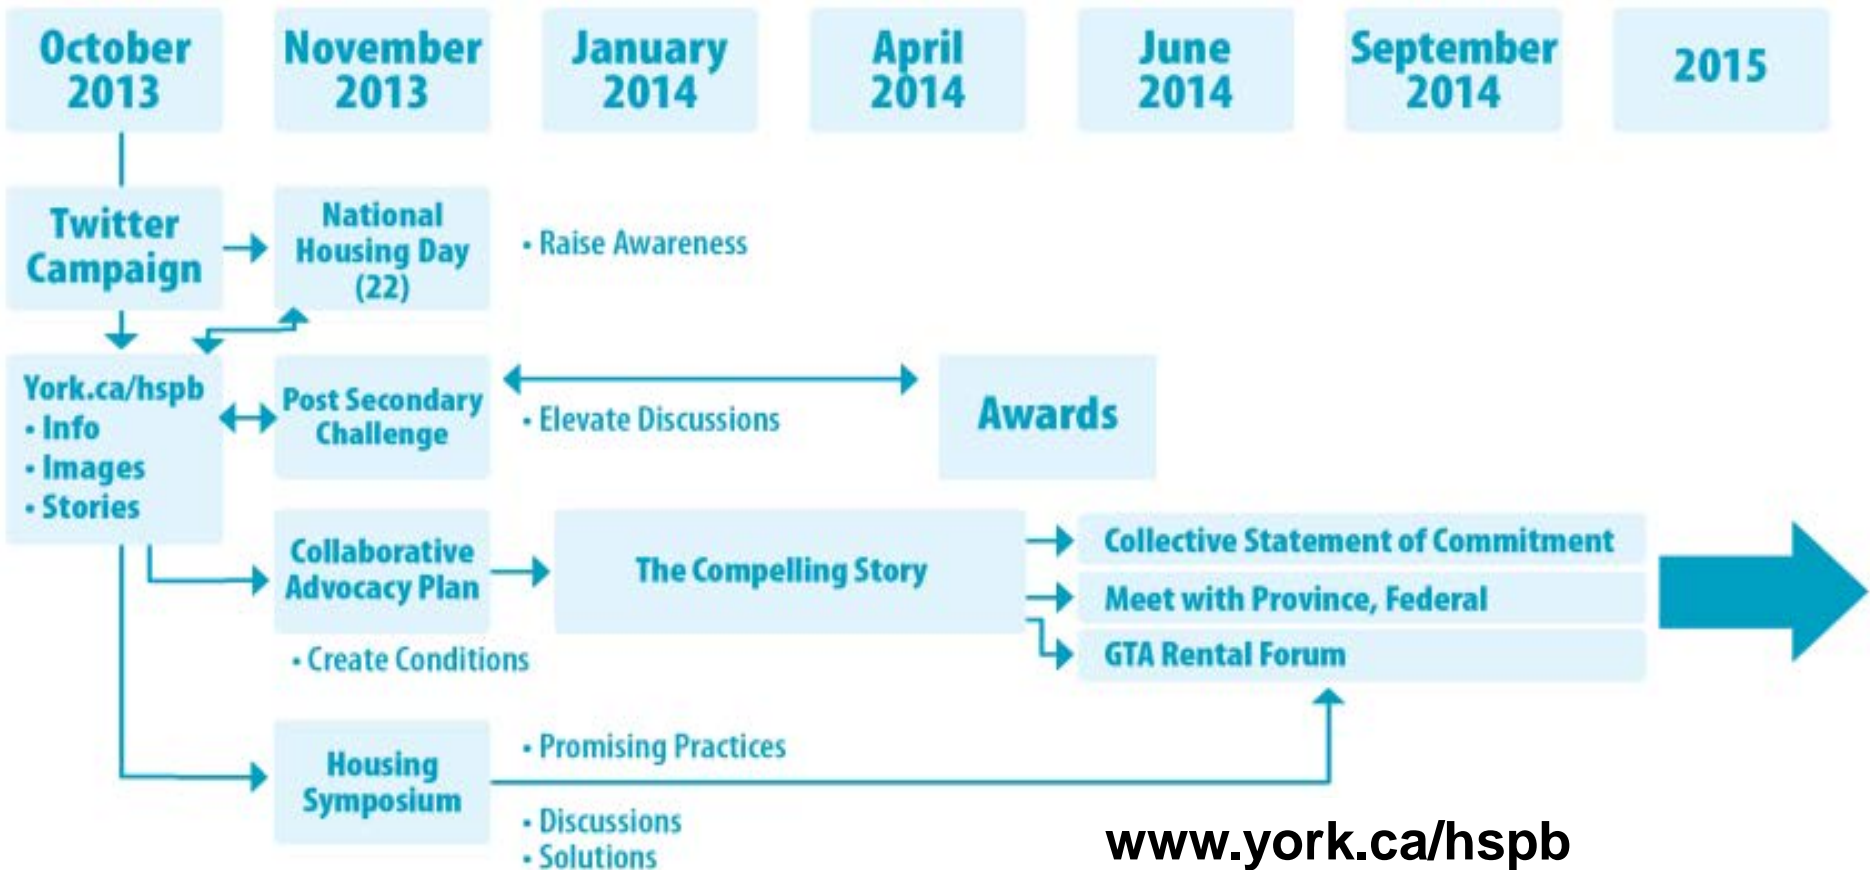 October
2013
November
2013
January
2014
April
2014
June
2014
September
2014
2015
Twitter
Campaign
National
Housing Day
(22)
• Raise Awareness
York.ca/hspb
• Info
• Images
• Stories
Post Secondary
Challenge
• Elevate Discussions
Awards
Collaborative
Advocacy Plan
• Create Conditions
The Compelling Story
Collective Statement of Commitment
Meet with Province, Federal
GTA Rental Forum
Housing
Symposium
• Promising Practices
• Discussions
• Solutions
www.york.ca/hspb